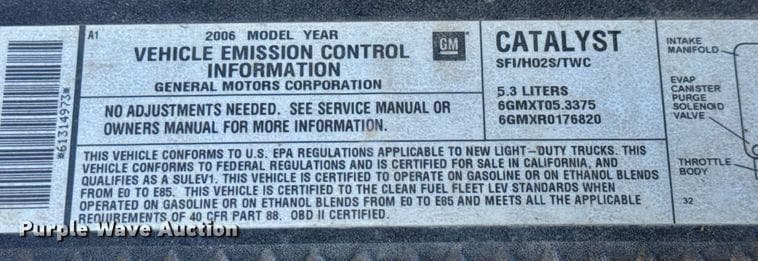 *61314973*
A1
2006 MODEL YEAR
VEHICLE EMISSION CONTROL
INFORMATION
GENERAL MOTORS CORPORATION
GM
CATALYST
SFI/HO2S/TWC
NO ADJUSTMENTS NEEDED. SEE SERVICE MANUAL OR
OWNERS MANUAL FOR MORE INFORMATION.
5.3 LITERS
6GMXT05.3375
6GMXR0176820
THIS VEHICLE CONFORMS TO U.S. EPA REGULATIONS APPLICABLE TO NEW LIGHT-DUTY TRUCKS. THIS
VEHICLE CONFORMS TO FEDERAL REGULATIONS AND IS CERTIFIED FOR SALE IN CALIFORNIA, AND
QUALIFIES AS A SULEV1. THIS VEHICLE IS CERTIFIED TO OPERATE ON GASOLINE OR ON ETHANOL BLENDS
FROM E0 TO E85. THIS VEHICLE IS CERTIFIED TO THE CLEAN FUEL FLEET LEV STANDARDS WHEN
OPERATED ON GASOLINE OR ON ETHANOL BLENDS FROM E0 TO E85 AND MEETS ALL THE APPLICABLE
REQUIREMENTS OF 40 CFR PART 88. OBD II CERTIFIED.
INTAKE
MANIFOLD
EVAP
CANISTER
PURGE
SOLENOID
VALVE
THROTTLE
BODY
32
Purple Wave Auction